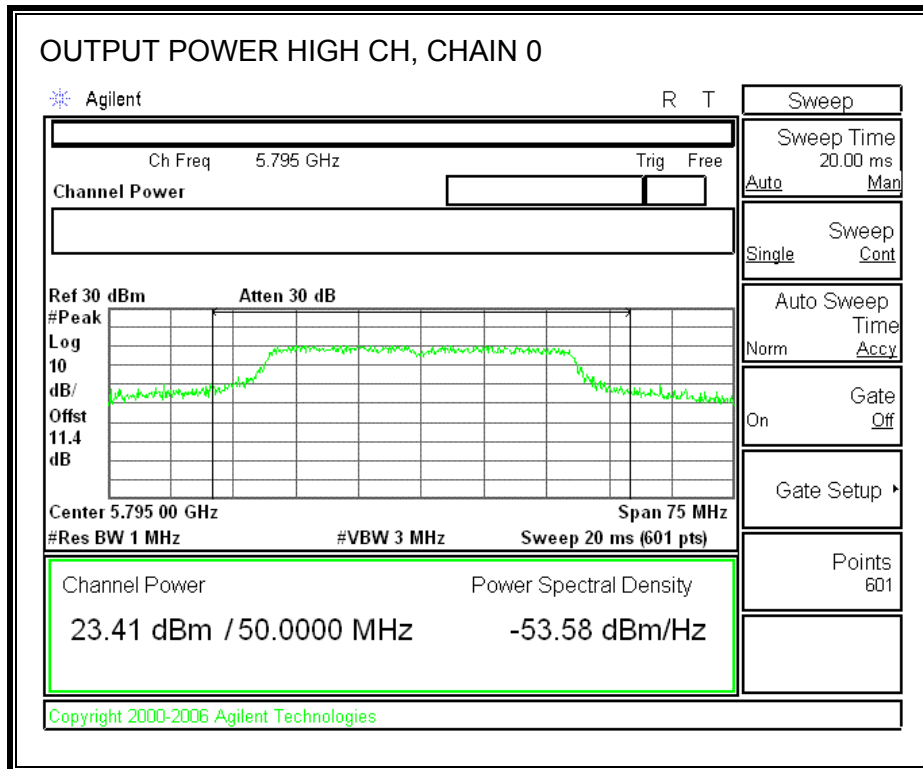 OUTPUT POWER HIGH CH, CHAIN 0
Agilent R T
Ch Freq 5.795 GHz Trig Free
Channel Power
Ref 30 dBm Atten 30 dB
#Peak
Log
10
dB/
Offst
11.4
dB
Center 5.795 00 GHz Span 75 MHz
#Res BW 1 MHz #VBW 3 MHz Sweep 20 ms (601 pts)
Channel Power Power Spectral Density
23.41 dBm / 50.0000 MHz -53.58 dBm/Hz
Copyright 2000-2006 Agilent Technologies
Sweep
Sweep Time
20.00 ms
Auto Man
Sweep
Single Cont
Auto Sweep
Time
Norm Accy
Gate
On Off
Gate Setup
Points
601